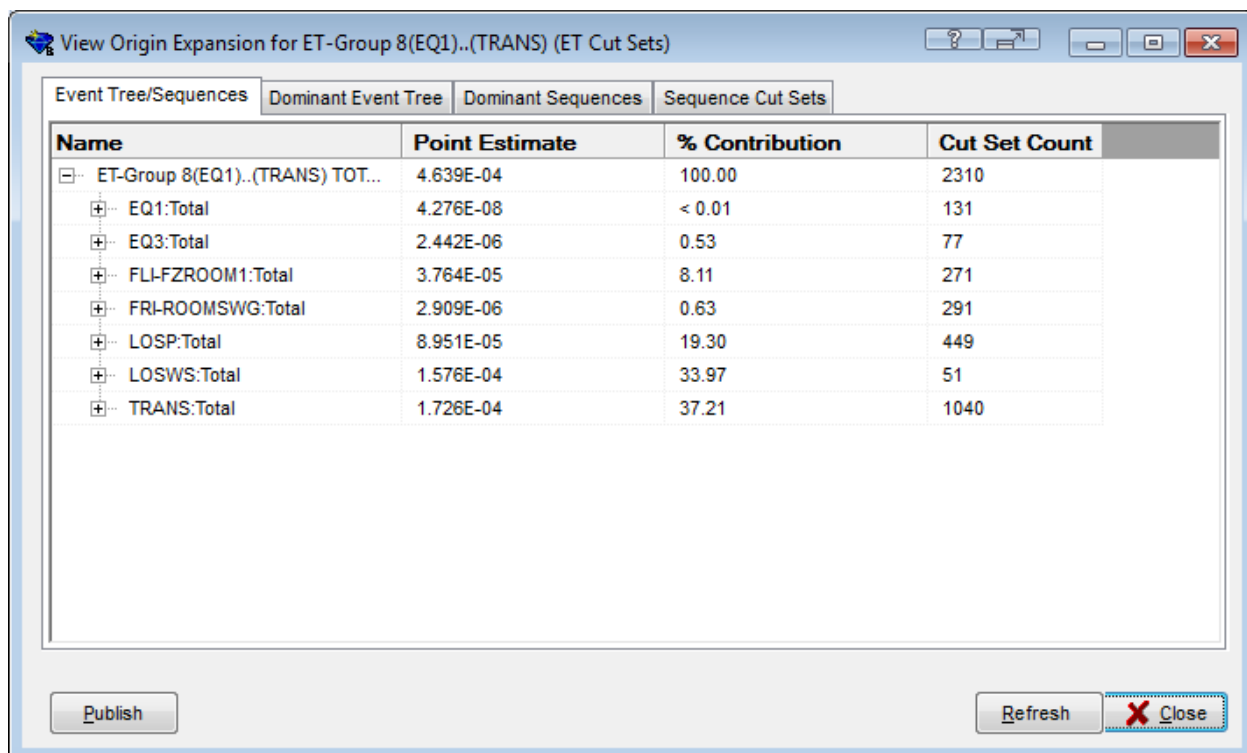 View Origin Expansion for ET-Group 8(EQ1)..(TRANS) (ET Cut Sets)
Event Tree/Sequences Dominant Event Tree Dominant Sequences Sequence Cut Sets
Name Point Estimate % Contribution Cut Set Count
ET-Group 8(EQ1)..(TRANS) TOT... 4.639E-04 100.00 2310
EQ1:Total 4.276E-08 < 0.01 131
EQ3:Total 2.442E-06 0.53 77
FLI-FZROOM1:Total 3.764E-05 8.11 271
FRI-ROOMSWG:Total 2.909E-06 0.63 291
LOSP:Total 8.951E-05 19.30 449
LOSWS:Total 1.576E-04 33.97 51
TRANS:Total 1.726E-04 37.21 1040
Publish Refresh Close